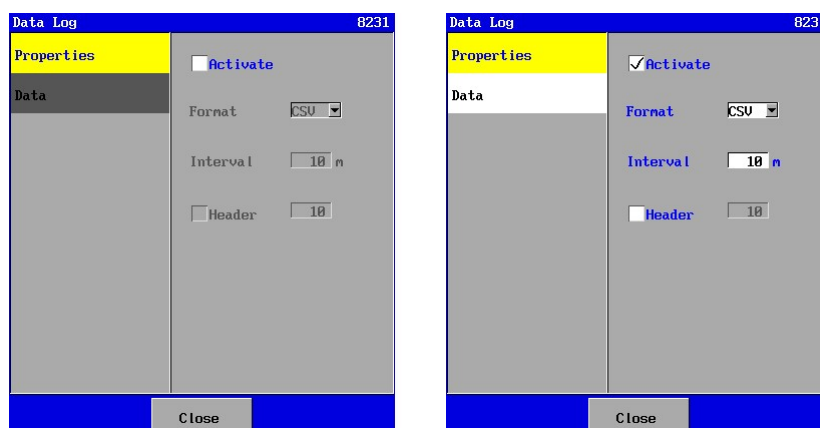 Data Log 8231
Properties
Activate
Data
Format CSV
Interval 10 m
Header 10
Close
Data Log 823
Properties
Activate
Data
Format CSV
Interval 10 m
Header 10
Close